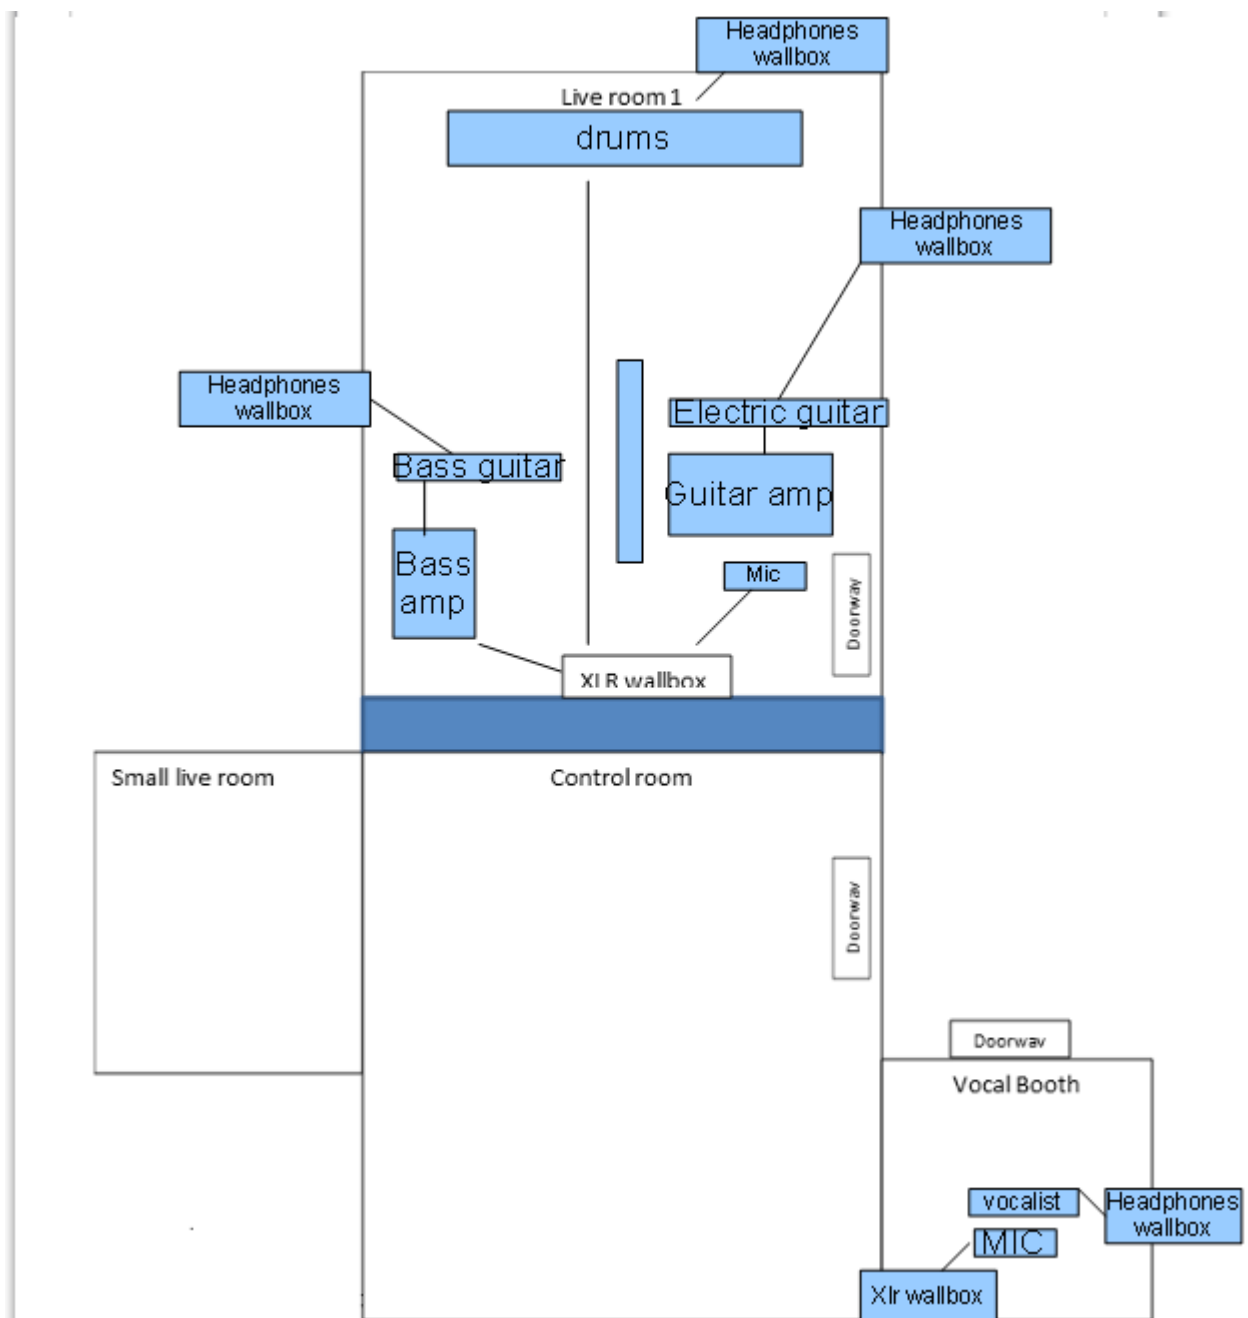 Headphones
wallbox
Live room 1
drums
Headphones
wallbox
Headphones
wallbox
Electric guitar
Bass guitar
Guitar amp
Bass
amp
Mic
Doorway
XLR wallbox
Small live room
Control room
Doorway
Doorway
Vocal Booth
vocalist
Headphones
wallbox
MIC
Xlr wallbox